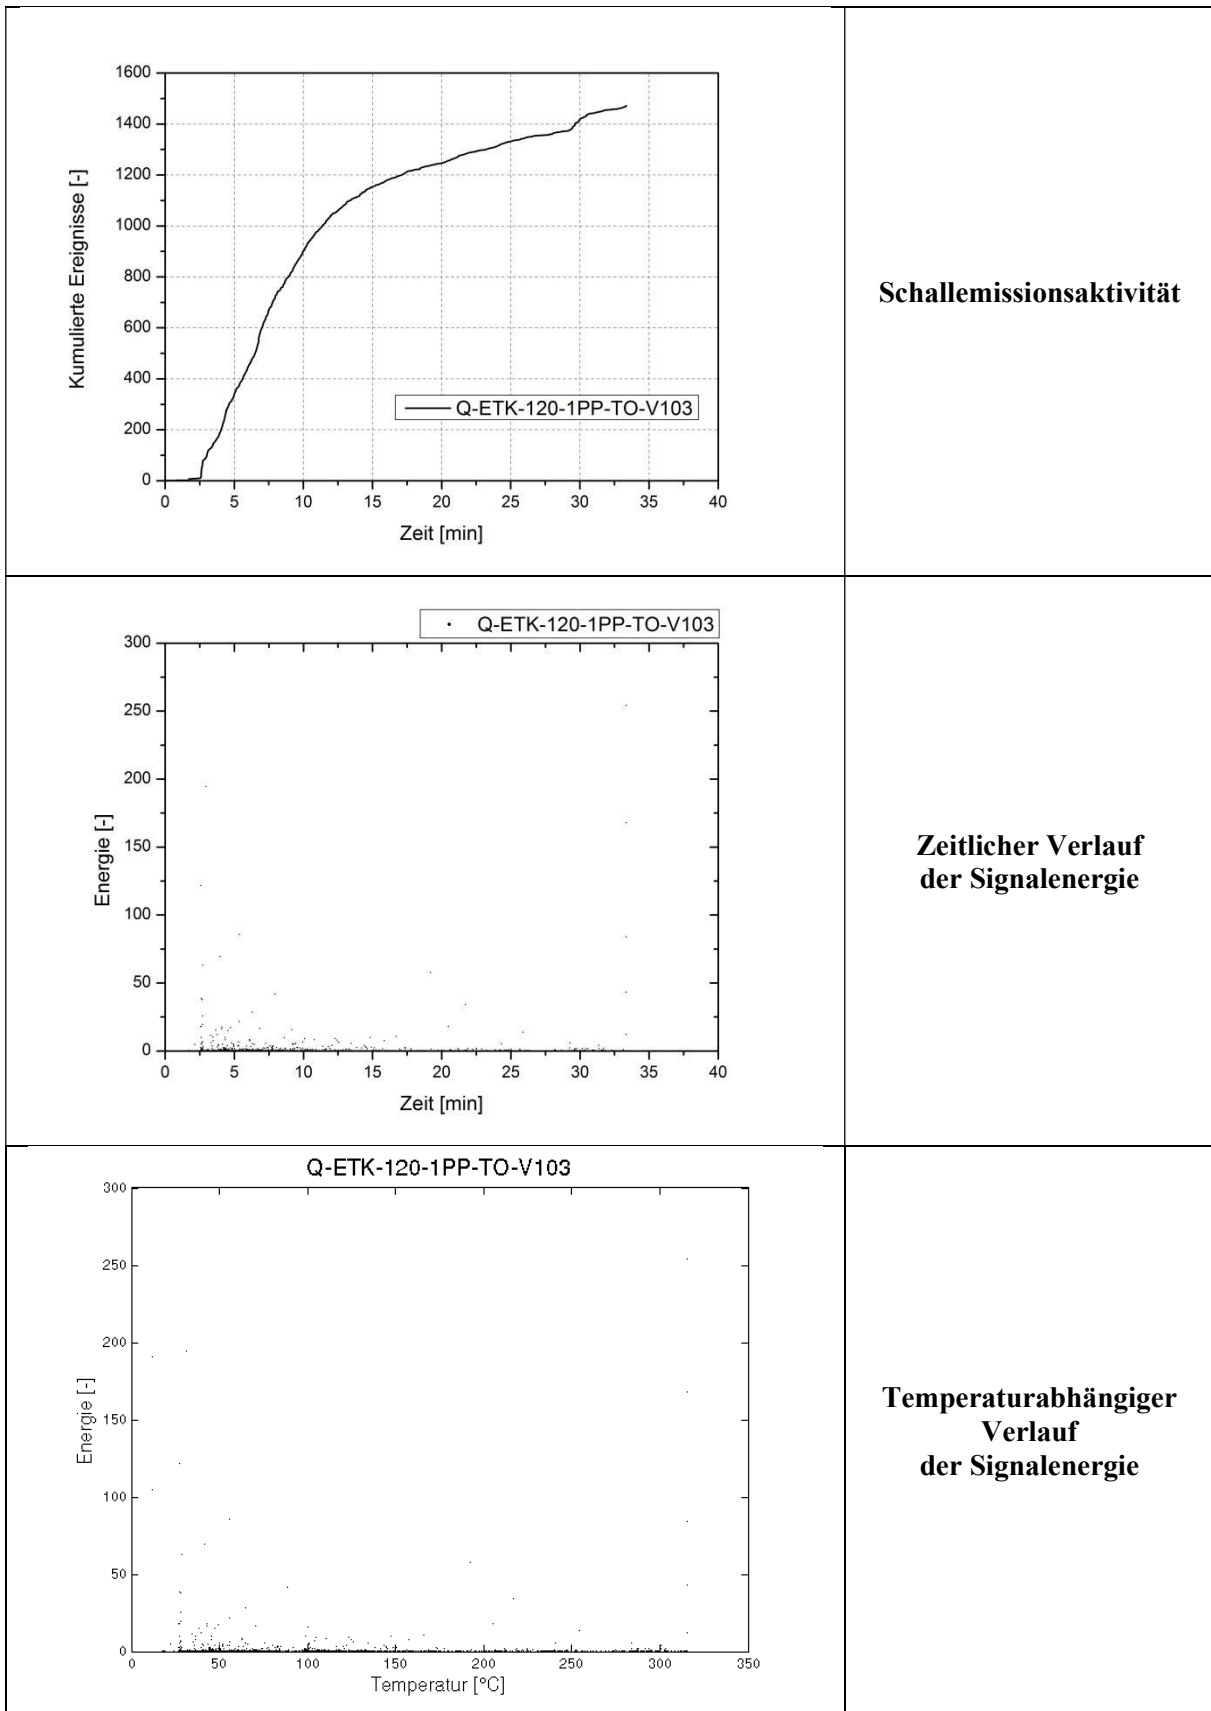 1600
1400
1200
1000
800
600
400
200
0
Kumulierte Ereignisse [-]
Q-ETK-120-1PP-TO-V103
0 5 10 15 20 25 30 35 40
Zeit [min]
Schallemissionsaktivität
Q-ETK-120-1PP-TO-V103
300
250
200
150
100
50
0
Energie [-]
0 5 10 15 20 25 30 35 40
Zeit [min]
Zeitlicher Verlauf
der Signalenergie
Q-ETK-120-1PP-TO-V103
300
250
200
150
100
50
0
Energie [-]
0 50 100 150 200 250 300 350
Temperatur [°C]
Temperaturabhängiger
Verlauf
der Signalenergie